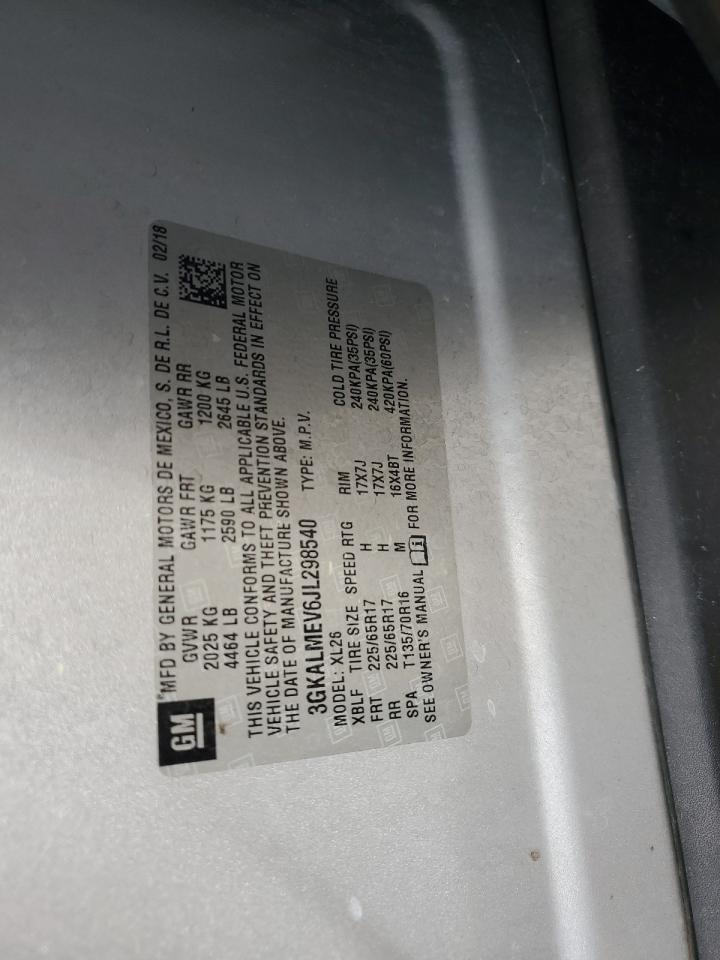 GM
MFD BY GENERAL MOTORS DE MEXICO, S. DE R.L. DE C.V. 02/18
GVWR GAWR FRT GAWR RR
2025 KG 1175 KG 1200 KG
4464 LB 2590 LB 2645 LB
THIS VEHICLE CONFORMS TO ALL APPLICABLE U.S. FEDERAL MOTOR
VEHICLE SAFETY AND THEFT PREVENTION STANDARDS IN EFFECT ON
THE DATE OF MANUFACTURE SHOWN ABOVE.
3GKALMEV6JL298540 TYPE: M.P.V.
MODEL: XL26
XBLF TIRE SIZE SPEED RTG RIM COLD TIRE PRESSURE
FRT 225/65R17 H 17X7J 240KPA(35PSI)
RR 225/65R17 H 17X7J 240KPA(35PSI)
SPA T135/70R16 M 16X4BT 420KPA(60PSI)
SEE OWNER'S MANUAL FOR MORE INFORMATION.